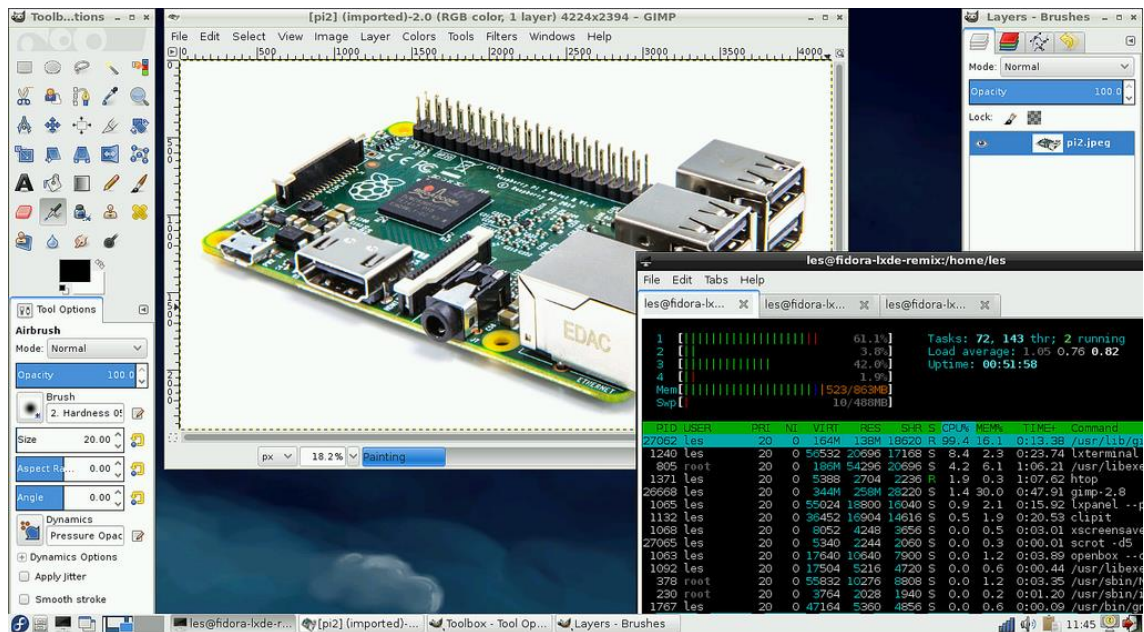 Toolb...tions
[pi2] (imported)-2.0 (RGB color, 1 layer) 4224x2394 – GIMP
File Edit Select View Image Layer Colors Tools Filters Windows Help
0 500 1000 1500 2000 2500 3000 3500 4000
EDAC
ETHERNET
px 18.2% Painting
Tool Options
Airbrush
Mode: Normal
Opacity 100.0
Brush
2. Hardness 05
Size 20.00
Aspect Ra... 0.00
Angle 0.00
Dynamics
Pressure Opac
Dynamics Options
Apply Jitter
Smooth stroke
Layers - Brushes
Mode: Normal
Opacity 100.0
Lock:
pi2.jpeg
les@fidora-lxde-remix:/home/les
File Edit Tabs Help
les@fidora-lx... les@fidora-lx... les@fidora-lx...
1 [ 61.1%] Tasks: 72, 143 thr; 2 running
2 [ 3.8%] Load average: 1.05 0.76 0.82
3 [ 42.0%] Uptime: 00:51:58
4 [ 1.9%]
Mem[ 523/863MB]
Swp[ 10/488MB]
PID USER PRI NI VIRT RES SHR S CPU% MEM% TIME+ Command
27062 les 20 0 164M 138M 18620 R 99.4 16.1 0:13.38 /usr/lib/gi
1240 les 20 0 56532 20696 17168 S 8.4 2.3 0:23.74 lxterminal
805 root 20 0 186M 54296 20696 S 4.2 6.1 1:06.21 /usr/libexe
1371 les 20 0 5388 2704 2236 R 1.9 0.3 1:07.62 htop
26668 les 20 0 344M 258M 28220 S 1.4 30.0 0:47.91 gimp-2.8
1065 les 20 0 55024 18800 16040 S 0.9 2.1 0:15.92 lxpanel --p
1132 les 20 0 36452 16904 14616 S 0.5 1.9 0:20.53 clipit
1068 les 20 0 8052 4248 3656 S 0.5 0.5 0:03.01 xscreensave
27065 les 20 0 5340 2244 2060 S 0.0 0.3 0:00.01 scrot -d5
1063 les 20 0 17640 10640 7900 S 0.0 1.2 0:03.89 openbox --c
1092 les 20 0 17504 5216 4720 S 0.0 0.6 0:00.44 /usr/libexe
378 root 20 0 55832 10276 8808 S 0.0 1.2 0:03.35 /usr/sbin/
230 root 20 0 3764 2028 1940 S 0.0 0.2 0:01.20 /usr/sbin/i
1767 les 20 0 47164 5360 4856 S 0.0 0.6 0:00.09 /usr/bin/gn
les@fidora-lxde-r... [pi2] (imported)-... Toolbox - Tool Op... Layers - Brushes
11:45